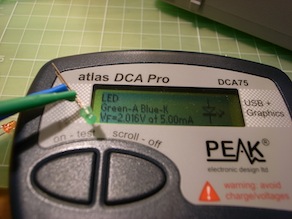 atlas DCA Pro
DCA75
LED
Green-A Blue-K
VF=2.016V at 5.00mA
USB +
Graphics
on - test
scroll - off
PEAK
electronic design ltd
warning: avoid
charge/voltages